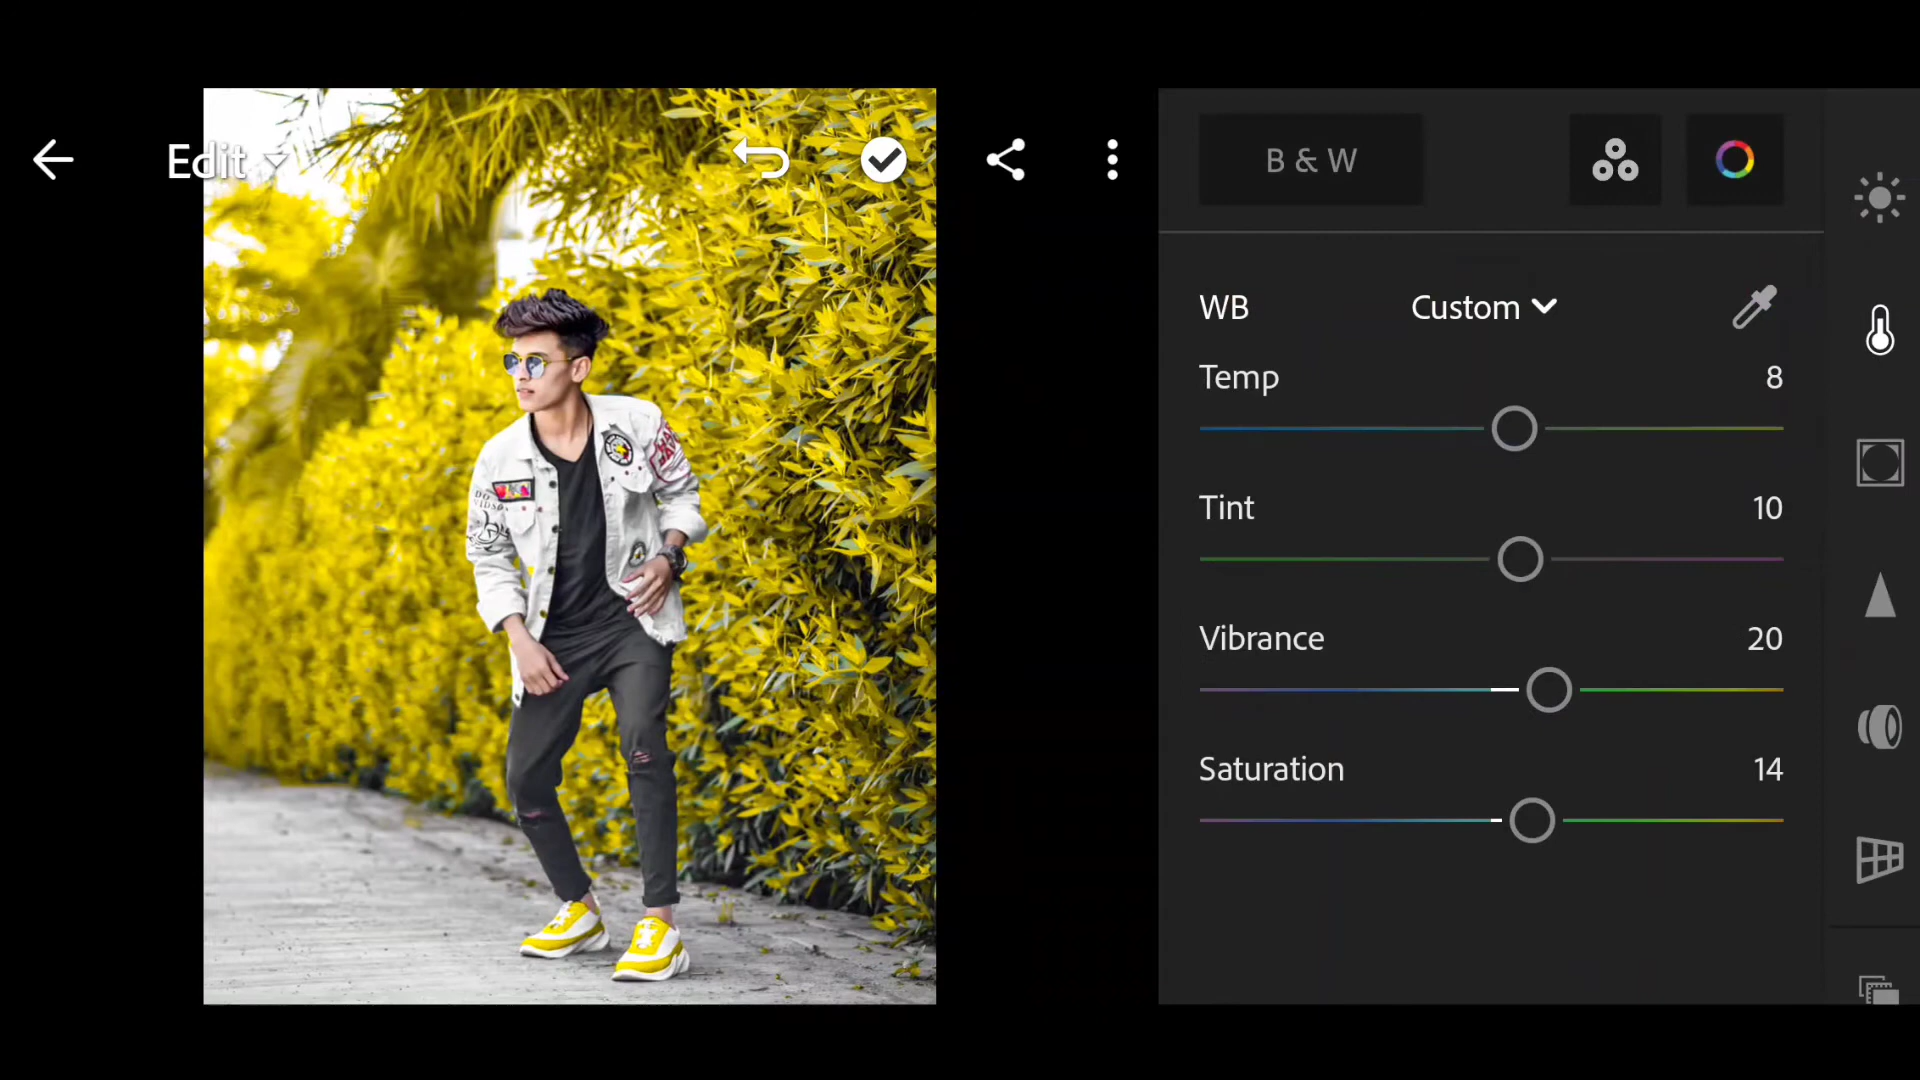 Edit
B & W
WB Custom
Temp 8
Tint 10
Vibrance 20
Saturation 14